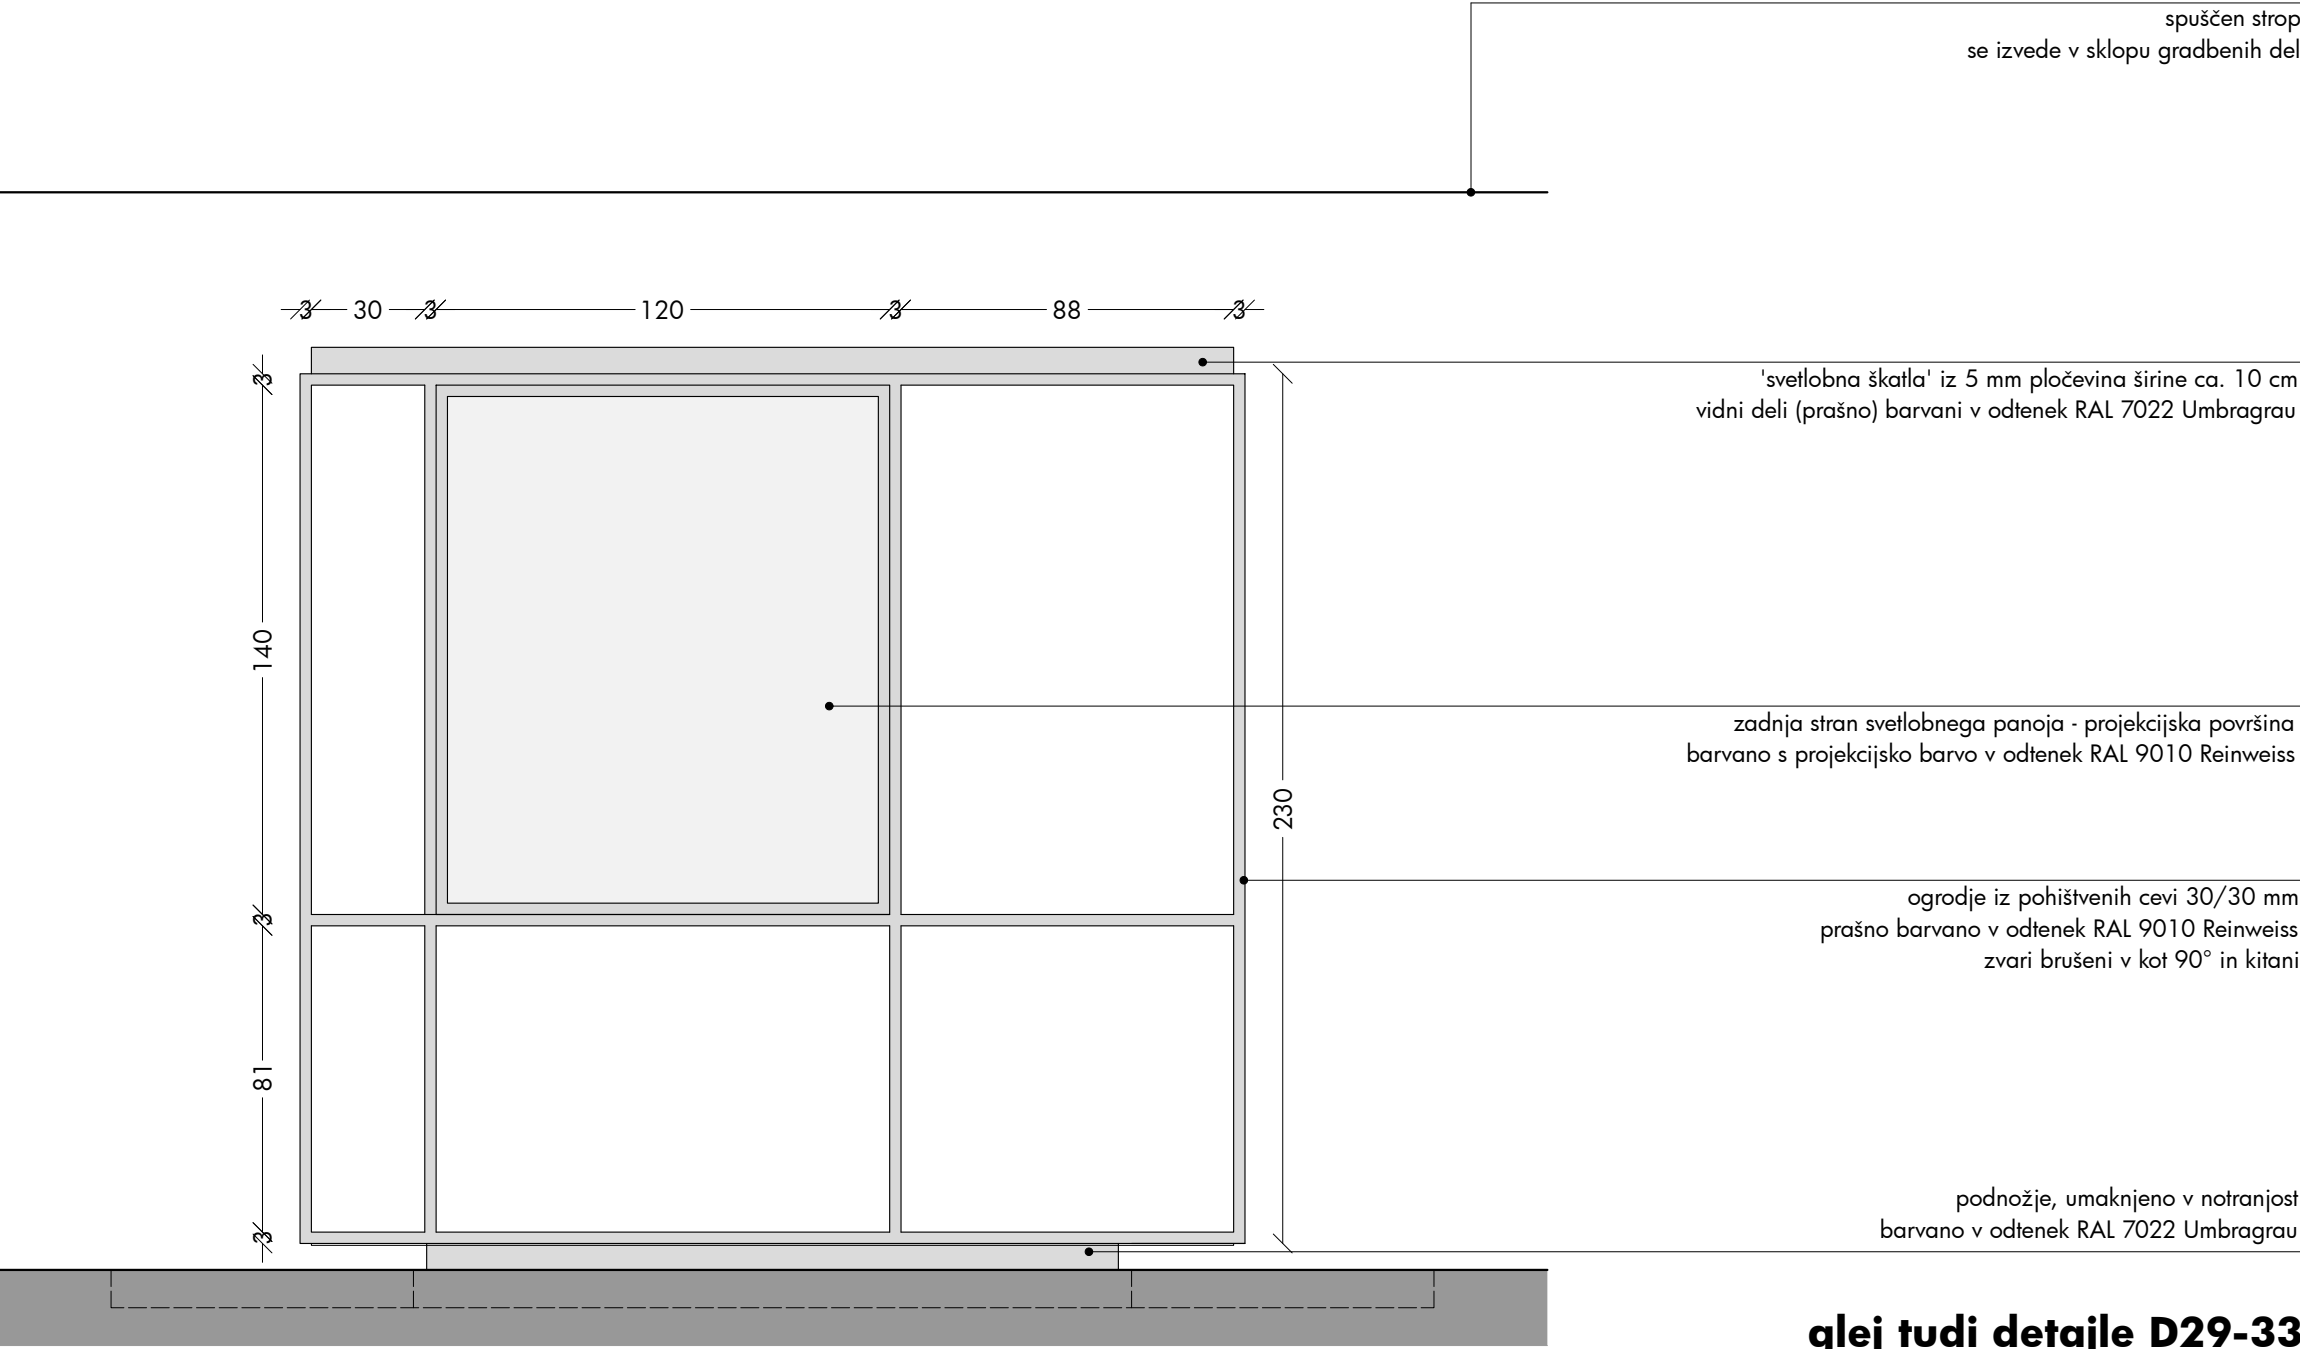 spuščen strop
se izvede v sklopu gradbenih del
3 30 3 120 3 88 3
'svetlobna škatla' iz 5 mm pločevina širine ca. 10 cm
vidni deli (prašno) barvani v odtenek RAL 7022 Umbragrau
3
140
3
81
3
zadnja stran svetlobnega panoja - projekcijska površina
barvano s projekcijsko barvo v odtenek RAL 9010 Reinweiss
230
ogrodje iz pohištvenih cevi 30/30 mm
prašno barvano v odtenek RAL 9010 Reinweiss
zvari brušeni v kot 90° in kitani
podnožje, umaknjeno v notranjost
barvano v odtenek RAL 7022 Umbragrau
glej tudi detajle D29-33